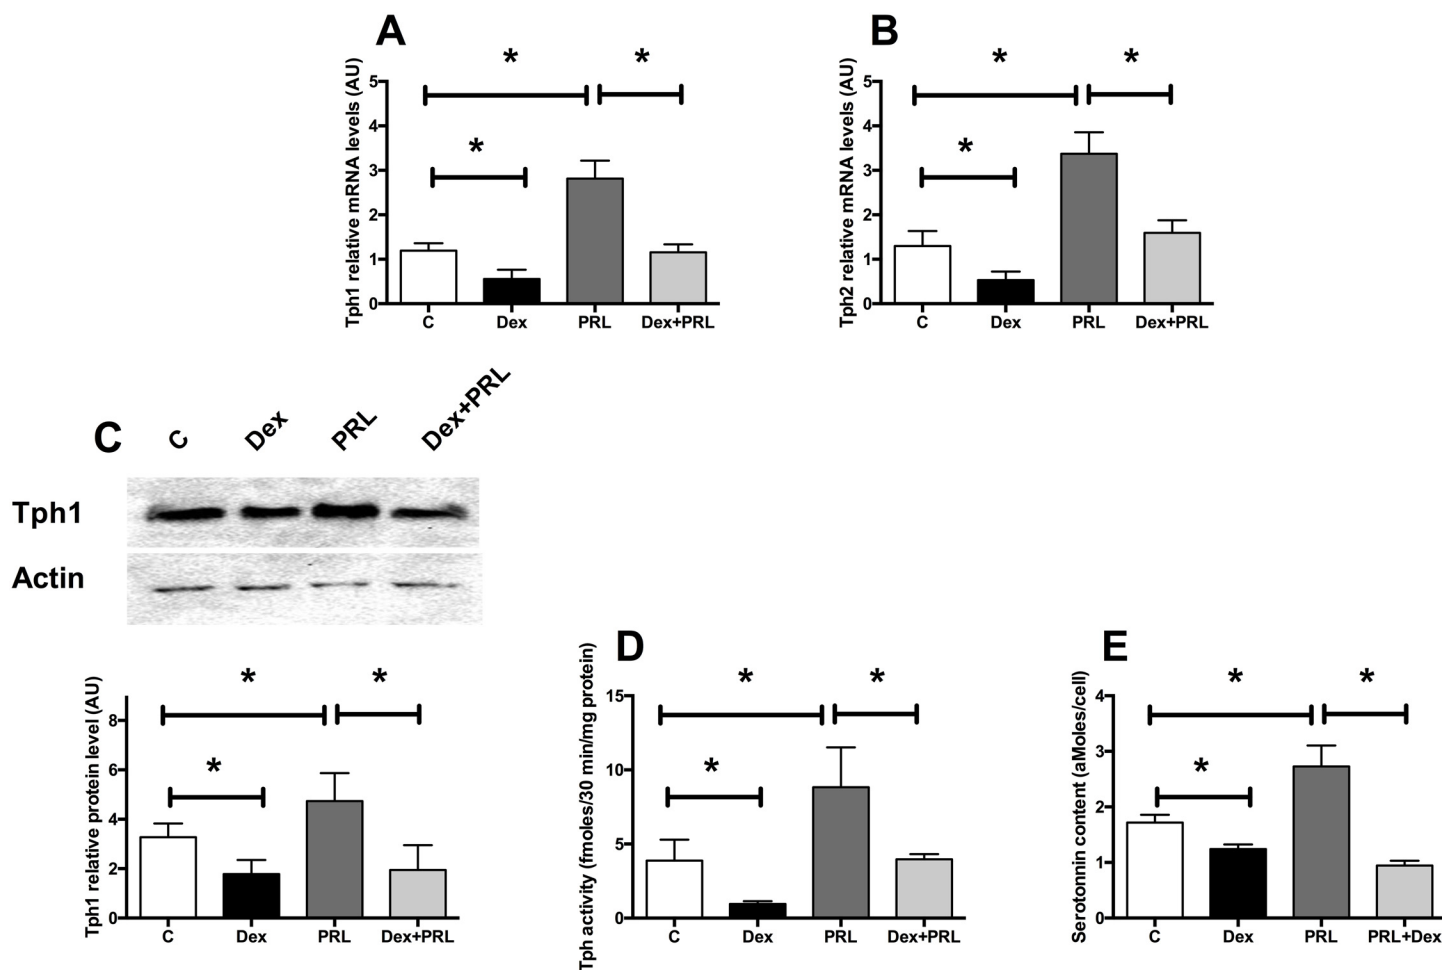 A
*
*
*
Tph1 relative mRNA levels (AU)
5
4
3
2
1
0
C Dex PRL Dex+PRL
B
*
*
*
Tph2 relative mRNA levels (AU)
5
4
3
2
1
0
C Dex PRL Dex+PRL
C
C Dex PRL Dex+PRL
Tph1
Actin
*
*
*
Tph1 relative protein level (AU)
8
6
4
2
0
C Dex PRL Dex+PRL
D
*
*
*
Tph activity (fmoles/30 min/mg protein)
15
10
5
0
C Dex PRL Dex+PRL
E
*
*
*
Serotonnin content (aMoles/cell)
4
3
2
1
0
C Dex PRL PRL+Dex